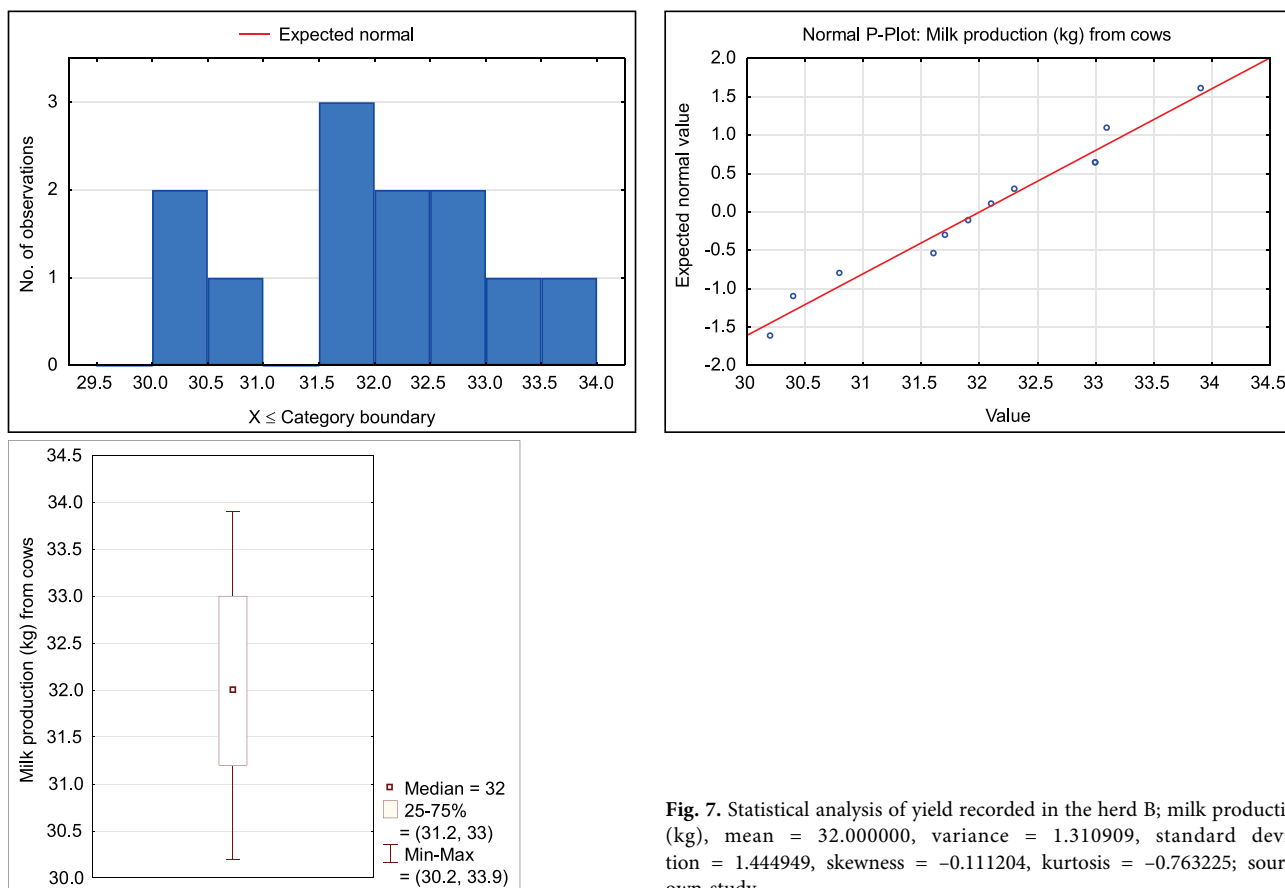 Expected normal
No. of observations
3
2
1
0
29.5 30.0 30.5 31.0 31.5 32.0 32.5 33.0 33.5 34.0
X ≤ Category boundary
Normal P-Plot: Milk production (kg) from cows
Expected normal value
2.0
1.5
1.0
0.5
0.0
-0.5
-1.0
-1.5
-2.0
30 30.5 31 31.5 32 32.5 33 33.5 34 34.5
Value
Milk production (kg) from cows
34.5
34.0
33.5
33.0
32.5
32.0
31.5
31.0
30.5
30.0
Median = 32
25-75%
= (31.2, 33)
Min-Max
= (30.2, 33.9)
Fig. 7. Statistical analysis of yield recorded in the herd B; milk producti
(kg), mean = 32.000000, variance = 1.310909, standard devi
tion = 1.444949, skewness = –0.111204, kurtosis = –0.763225; sour
own study